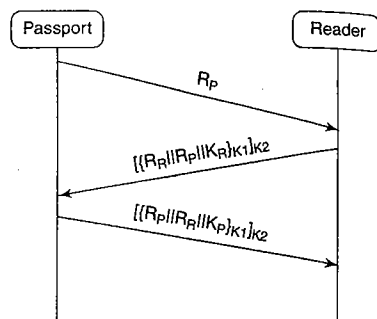 Passport Reader
R_P
[{R_R||R_P||K_R}_K1]_K2
[{R_P||R_R||K_P}_K1]_K2